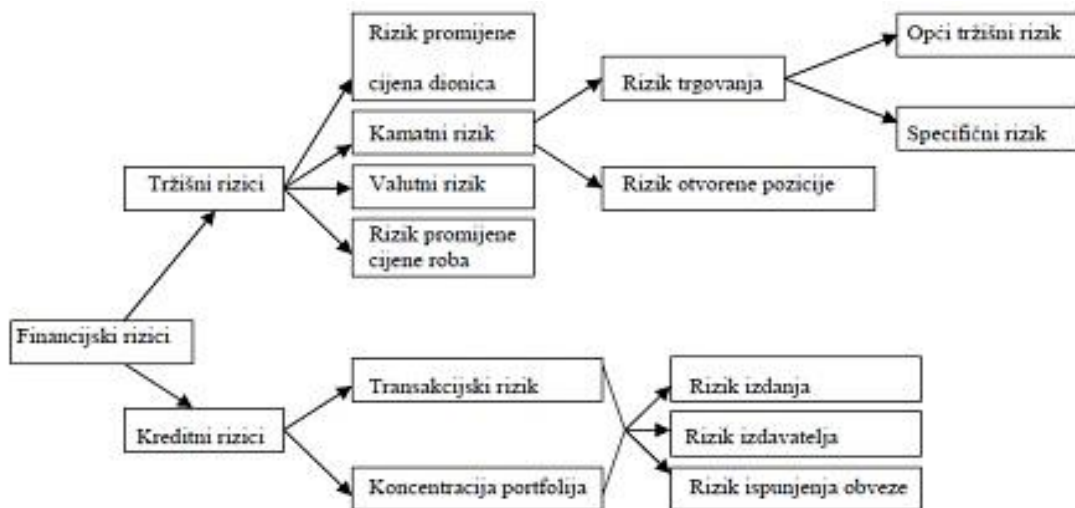 Rizik promijene
cijena dionica
Opći tržišni rizik
Rizik trgovanja
Kamatni rizik
Specifični rizik
Tržišni rizici
Valutni rizik
Rizik otvorene pozicije
Rizik promijene
cijene roba
Financijski rizici
Transakcijski rizik
Rizik izdanja
Kreditni rizici
Rizik izdavatelja
Koncentracija portfolija
Rizik ispunjenja obveze